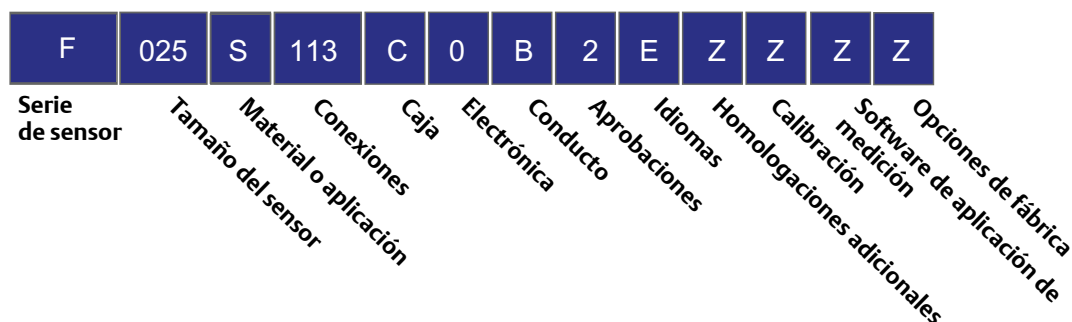 F 025 S 113 C 0 B 2 E Z Z Z Z
Serie
de sensor
Tamaño del sensor
Material o aplicación
Conexiones
Caja
Electrónica
Conducto
Aprobaciones
Idiomas
Homologaciones adicionales
Calibración
Software de aplicación de
medición
Opciones de fábrica